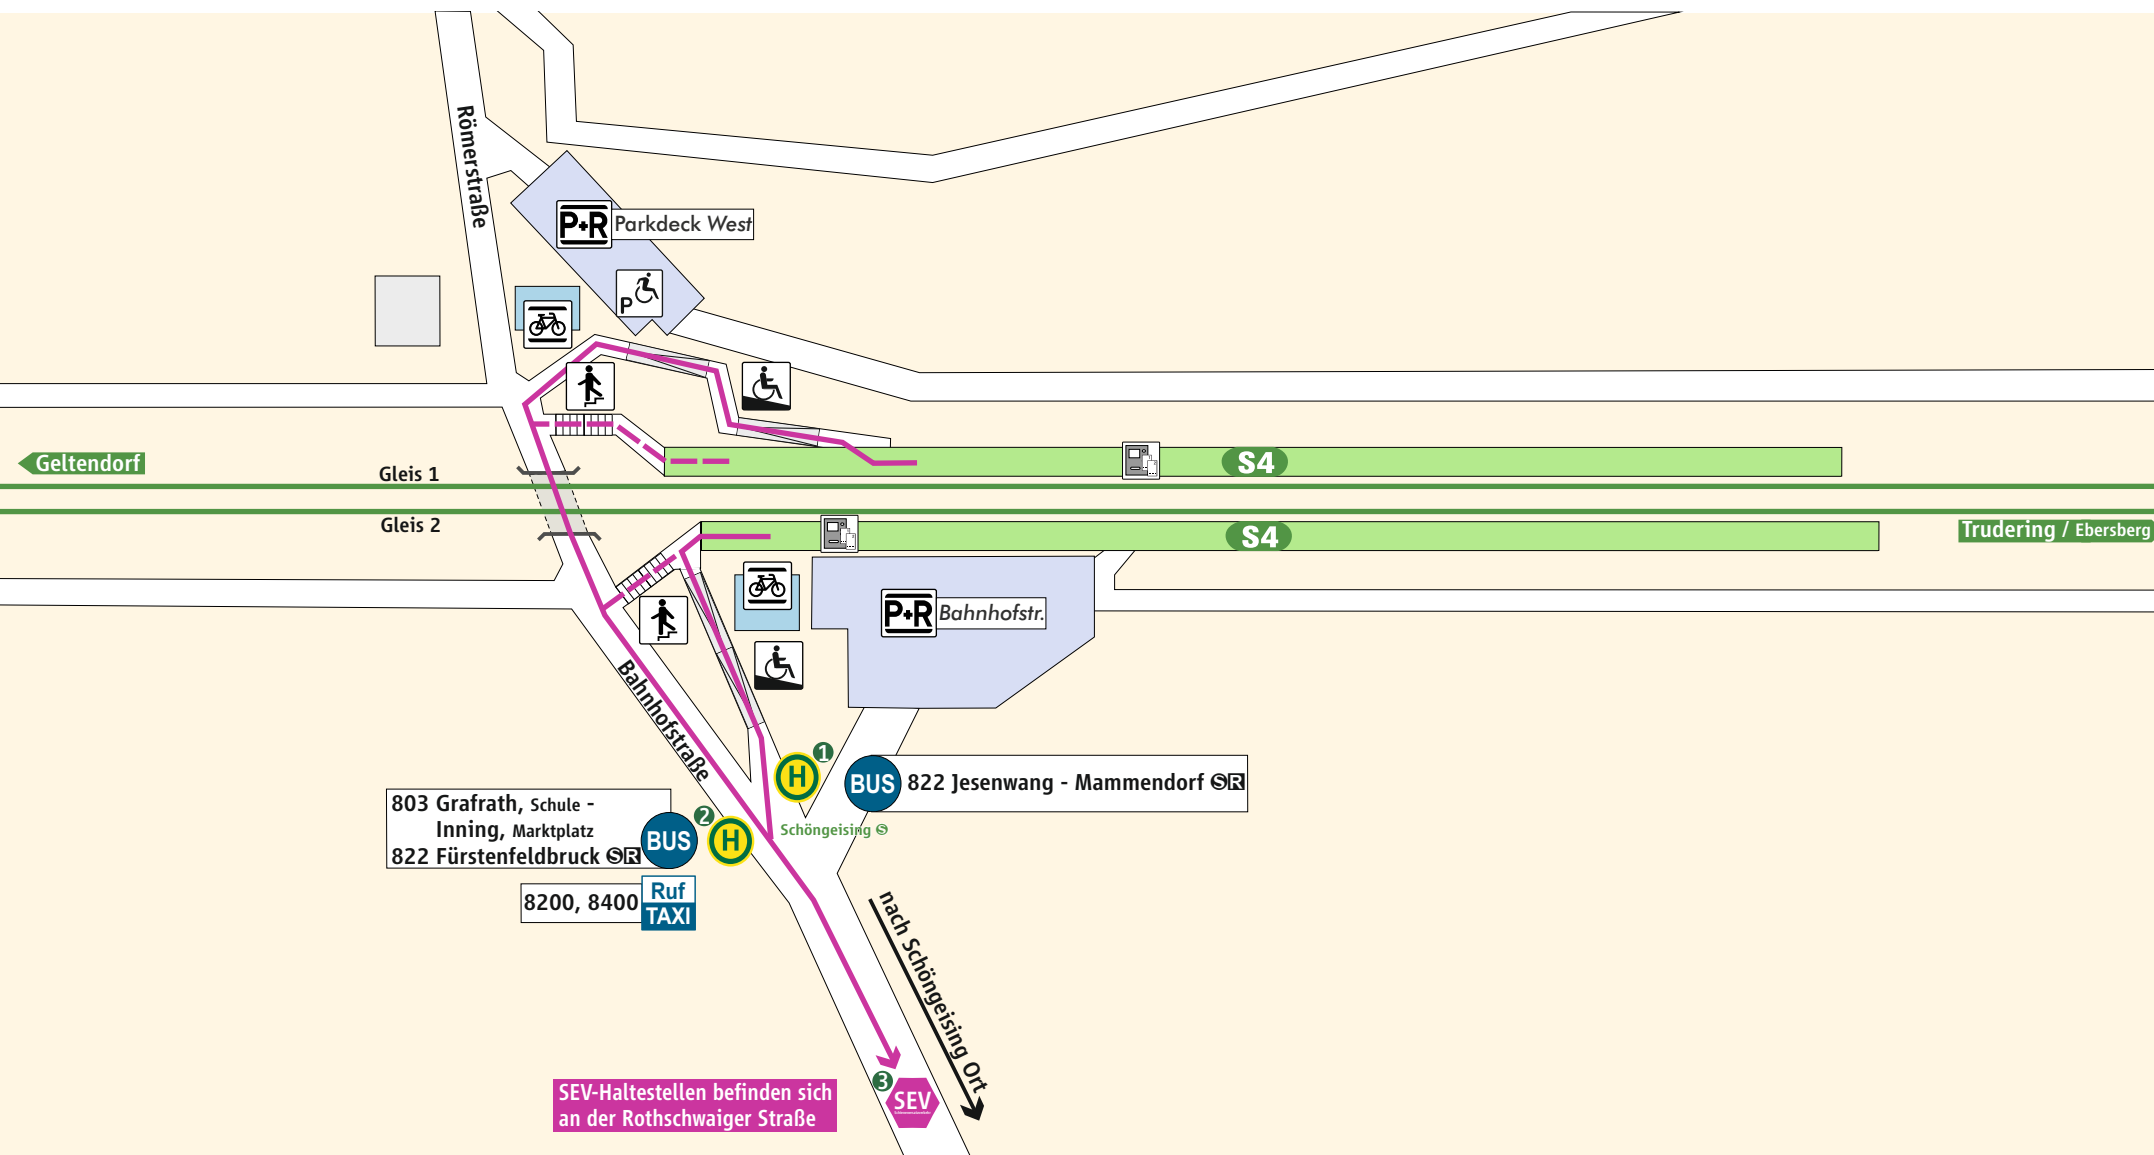 Römerstraße
P+R Parkdeck West
P
Geltendorf
Gleis 1
S4
Gleis 2
S4
Trudering / Ebersberg
P+R Bahnhofstr.
Bahnhofstraße
1
H
BUS 822 Jesenwang - Mammendorf S R
803 Grafrath, Schule -
Inning, Marktplatz
822 Fürstenfeldbruck S R
BUS
2
H
Schöngeising S
8200, 8400
Ruf
TAXI
nach Schöngeising Ort
3
SEV
SEV-Haltestellen befinden sich
an der Rothschwaiger Straße